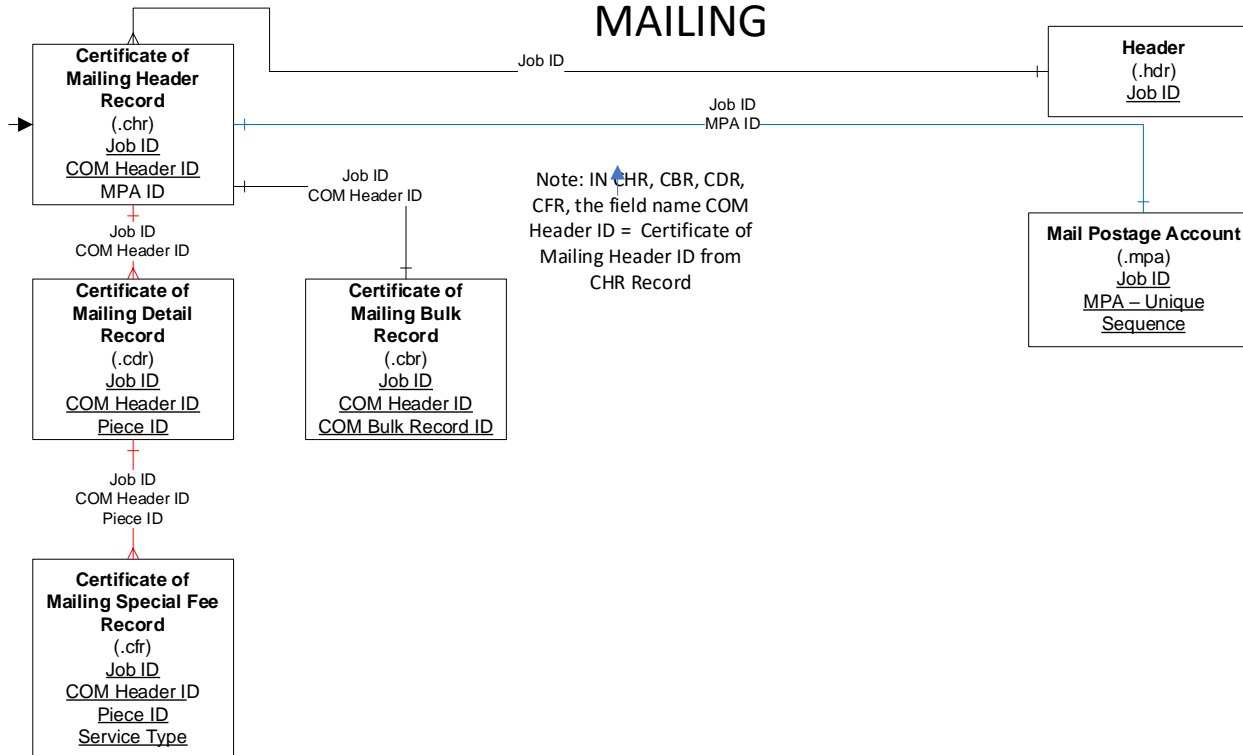 MAILING
Certificate of
Mailing Header
Record
(.chr)
Job ID
COM Header ID
MPA ID
Job ID
Header
(.hdr)
Job ID
Job ID
MPA ID
Job ID
COM Header ID
Note: IN CHR, CBR, CDR,
CFR, the field name COM
Header ID = Certificate of
Mailing Header ID from
CHR Record
Mail Postage Account
(.mpa)
Job ID
MPA – Unique
Sequence
Job ID
COM Header ID
Certificate of
Mailing Detail
Record
(.cdr)
Job ID
COM Header ID
Piece ID
Certificate of
Mailing Bulk
Record
(.cbr)
Job ID
COM Header ID
COM Bulk Record ID
Job ID
COM Header ID
Piece ID
Certificate of
Mailing Special Fee
Record
(.cfr)
Job ID
COM Header ID
Piece ID
Service Type